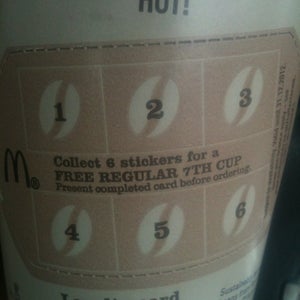 HOT!
1 2 3
Collect 6 stickers for a
FREE REGULAR 7TH CUP
Present completed card before ordering.
4 5 6